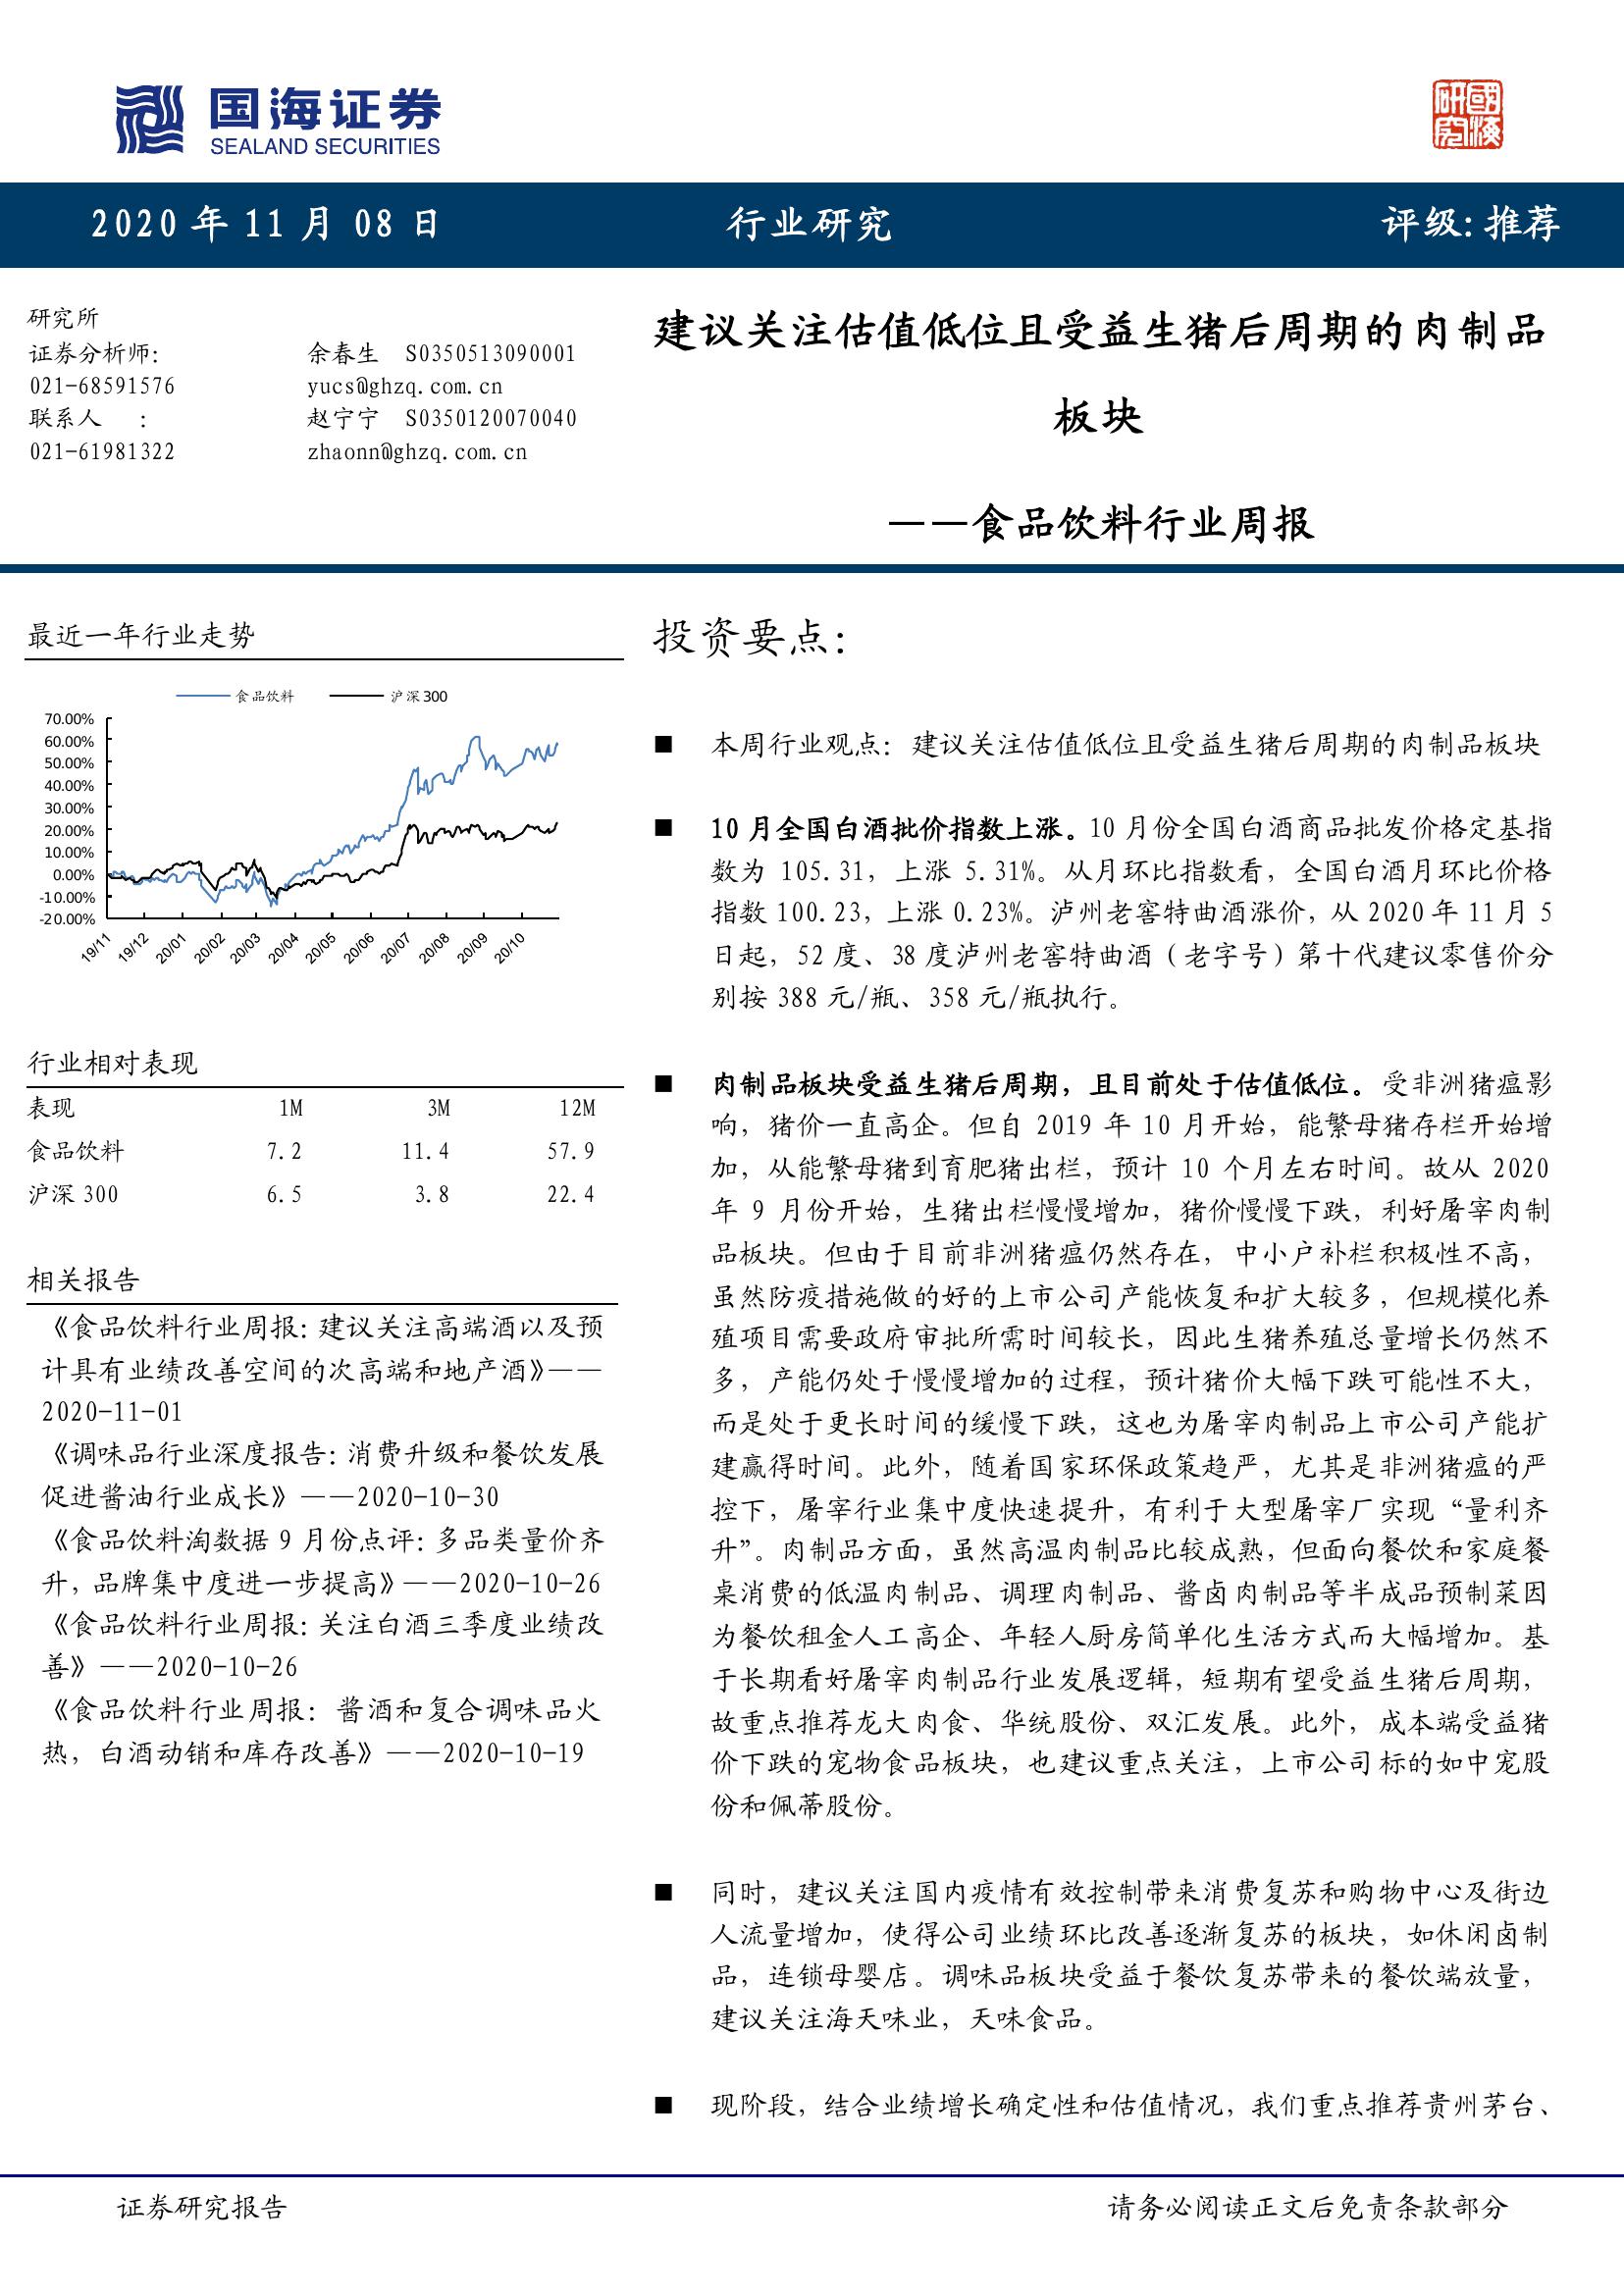 国海证券
SEALAND SECURITIES
國海研究
2020 年 11 月 08 日
行业研究
评级:推荐
研究所
证券分析师: 余春生 S0350513090001
021-68591576 yucs@ghzq.com.cn
联系人 : 赵宁宁 S0350120070040
021-61981322 zhaonn@ghzq.com.cn
建议关注估值低位且受益生猪后周期的肉制品
板块
——食品饮料行业周报
最近一年行业走势
食品饮料 沪深300
70.00%
60.00%
50.00%
40.00%
30.00%
20.00%
10.00%
0.00%
-10.00%
-20.00%
19/11 19/12 20/01 20/02 20/03 20/04 20/05 20/06 20/07 20/08 20/09 20/10
行业相对表现
表现 1M 3M 12M
食品饮料 7.2 11.4 57.9
沪深 300 6.5 3.8 22.4
相关报告
《食品饮料行业周报:建议关注高端酒以及预
计具有业绩改善空间的次高端和地产酒》——
2020-11-01
《调味品行业深度报告:消费升级和餐饮发展
促进酱油行业成长》——2020-10-30
《食品饮料淘数据 9 月份点评:多品类量价齐
升,品牌集中度进一步提高》——2020-10-26
《食品饮料行业周报:关注白酒三季度业绩改
善》——2020-10-26
《食品饮料行业周报:酱酒和复合调味品火
热,白酒动销和库存改善》——2020-10-19
投资要点:
■ 本周行业观点:建议关注估值低位且受益生猪后周期的肉制品板块
■ 10 月全国白酒批价指数上涨。10 月份全国白酒商品批发价格定基指
数为 105.31,上涨 5.31%。从月环比指数看,全国白酒月环比价格
指数 100.23,上涨 0.23%。泸州老窖特曲酒涨价,从 2020 年 11 月 5
日起,52 度、38 度泸州老窖特曲酒(老字号)第十代建议零售价分
别按 388 元/瓶、358 元/瓶执行。
■ 肉制品板块受益生猪后周期,且目前处于估值低位。受非洲猪瘟影
响,猪价一直高企。但自 2019 年 10 月开始,能繁母猪存栏开始增
加,从能繁母猪到育肥猪出栏,预计 10 个月左右时间。故从 2020
年 9 月份开始,生猪出栏慢慢增加,猪价慢慢下跌,利好屠宰肉制
品板块。但由于目前非洲猪瘟仍然存在,中小户补栏积极性不高,
虽然防疫措施做的好的上市公司产能恢复和扩大较多,但规模化养
殖项目需要政府审批所需时间较长,因此生猪养殖总量增长仍然不
多,产能仍处于慢慢增加的过程,预计猪价大幅下跌可能性不大,
而是处于更长时间的缓慢下跌,这也为屠宰肉制品上市公司产能扩
建赢得时间。此外,随着国家环保政策趋严,尤其是非洲猪瘟的严
控下,屠宰行业集中度快速提升,有利于大型屠宰厂实现“量利齐
升”。肉制品方面,虽然高温肉制品比较成熟,但面向餐饮和家庭餐
桌消费的低温肉制品、调理肉制品、酱卤肉制品等半成品预制菜因
为餐饮租金人工高企、年轻人厨房简单化生活方式而大幅增加。基
于长期看好屠宰肉制品行业发展逻辑,短期有望受益生猪后周期,
故重点推荐龙大肉食、华统股份、双汇发展。此外,成本端受益猪
价下跌的宠物食品板块,也建议重点关注,上市公司标的如中宠股
份和佩蒂股份。
■ 同时,建议关注国内疫情有效控制带来消费复苏和购物中心及街边
人流量增加,使得公司业绩环比改善逐渐复苏的板块,如休闲卤制
品,连锁母婴店。调味品板块受益于餐饮复苏带来的餐饮端放量,
建议关注海天味业,天味食品。
■ 现阶段,结合业绩增长确定性和估值情况,我们重点推荐贵州茅台、
证券研究报告
请务必阅读正文后免责条款部分